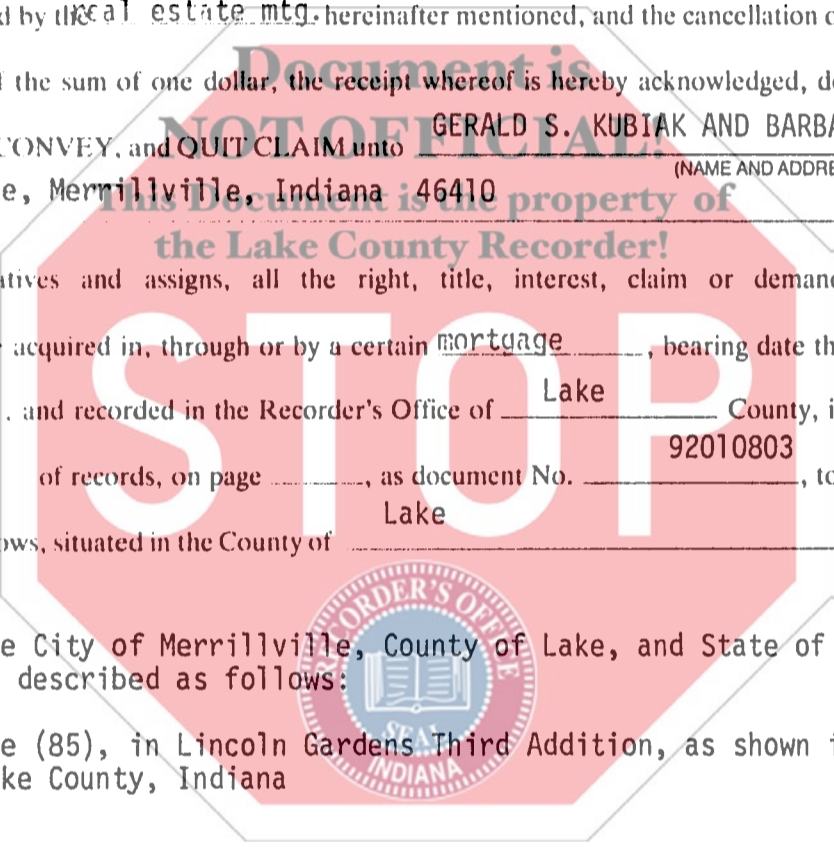 d by the real estate mtg. hereinafter mentioned, and the cancellation
Document is
the sum of one dollar, the receipt whereof is hereby acknowledged,
NOT OFFICIAL!
GERALD S. KUBIAK AND BARBA
CONVEY, and QUIT CLAIM unto
(NAME AND ADDRE
e, Merrillville, Indiana 46410
This Document is the property of
the Lake County Recorder!
atives and assigns, all the right, title, interest, claim or deman
acquired in, through or by a certain mortgage, bearing date th
STOP
Lake
. and recorded in the Recorder's Office of County, i
92010803
of records, on page , as document No. , to
Lake
ows, situated in the County of
RECORDER'S OFFICE
e City of Merrillville, County of Lake, and State of
described as follows:
SEAL
e (85), in Lincoln Gardens Third Addition, as shown i
INDIANA
ke County, Indiana